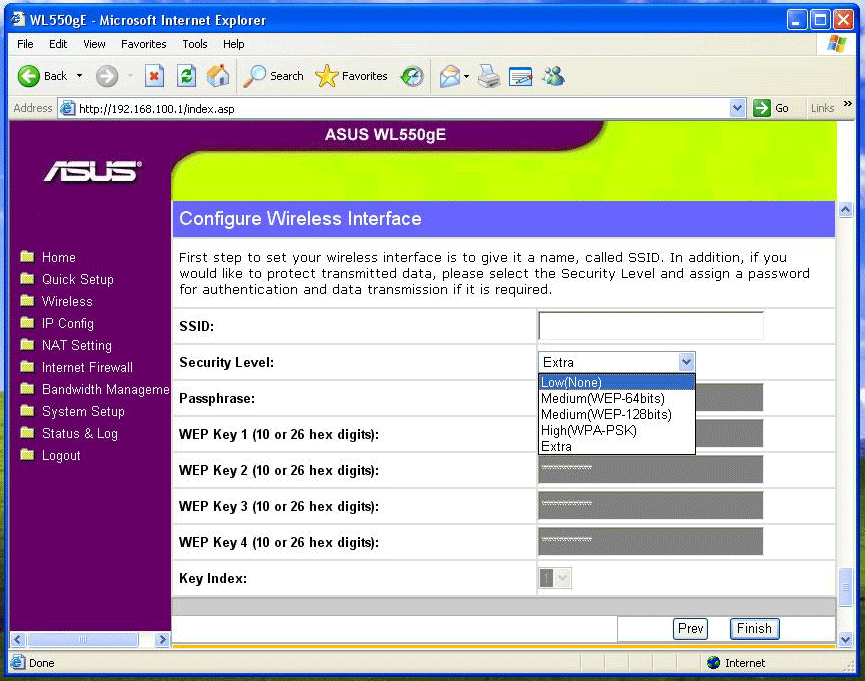 WL550gE - Microsoft Internet Explorer
File Edit View Favorites Tools Help
Back Search Favorites
Address http://192.168.100.1/index.asp Go Links »
ASUS WL550gE
ASUS®
Configure Wireless Interface
First step to set your wireless interface is to give it a name, called SSID. In addition, if you
would like to protect transmitted data, please select the Security Level and assign a password
for authentication and data transmission if it is required.
Home
Quick Setup
Wireless
IP Config
NAT Setting
Internet Firewall
Bandwidth Manageme
System Setup
Status & Log
Logout
SSID:
Security Level: Extra
Low(None)
Medium(WEP-64bits)
Medium(WEP-128bits)
High(WPA-PSK)
Extra
Passphrase:
WEP Key 1 (10 or 26 hex digits):
WEP Key 2 (10 or 26 hex digits):
WEP Key 3 (10 or 26 hex digits):
WEP Key 4 (10 or 26 hex digits):
Key Index: 1
Prev Finish
Done Internet